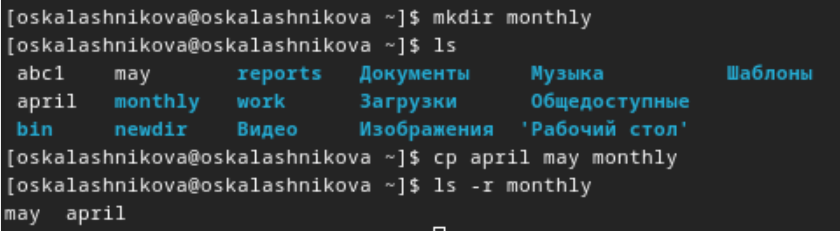 [oskalashnikova@oskalashnikova ~]$ mkdir monthly
[oskalashnikova@oskalashnikova ~]$ ls
abc1 may reports Документы Музыка Шаблоны
april monthly work Загрузки Общедоступные
bin newdir Видео Изображения 'Рабочий стол'
[oskalashnikova@oskalashnikova ~]$ cp april may monthly
[oskalashnikova@oskalashnikova ~]$ ls -r monthly
may april